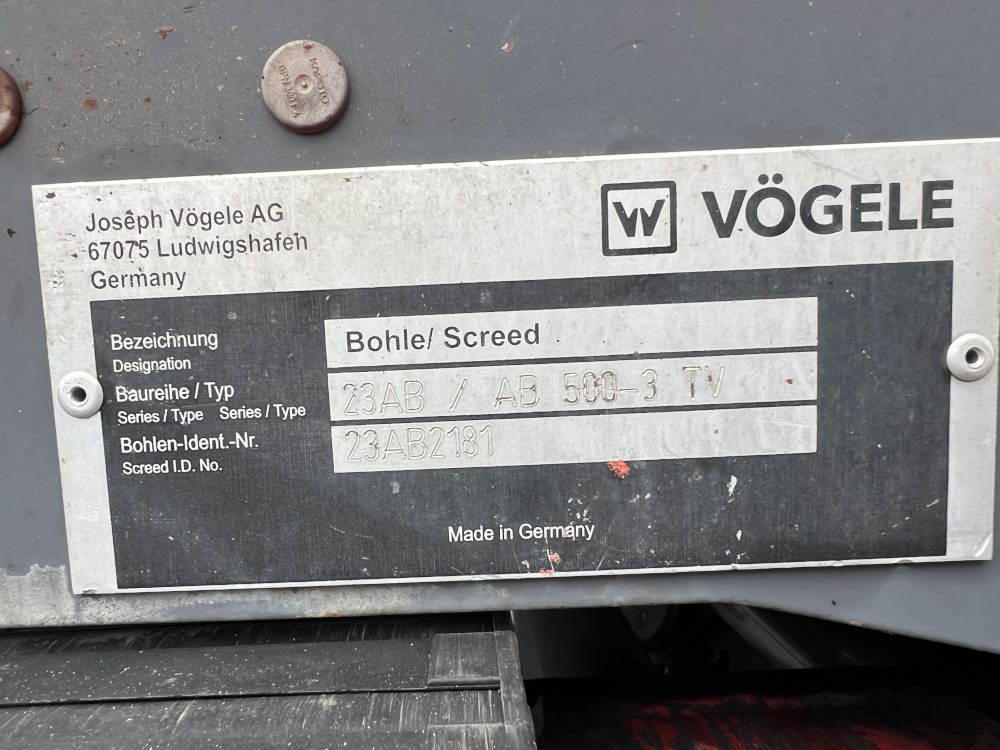 Joseph Vögele AG
67075 Ludwigshafen
Germany
W VÖGELE
Bezeichnung
Designation
Bohle/ Screed
Baureihe / Typ
Series / Type Series / Type
23AB / AB 500-3 TV
Bohlen-Ident.-Nr.
Screed I.D. No.
23AB2181
Made in Germany